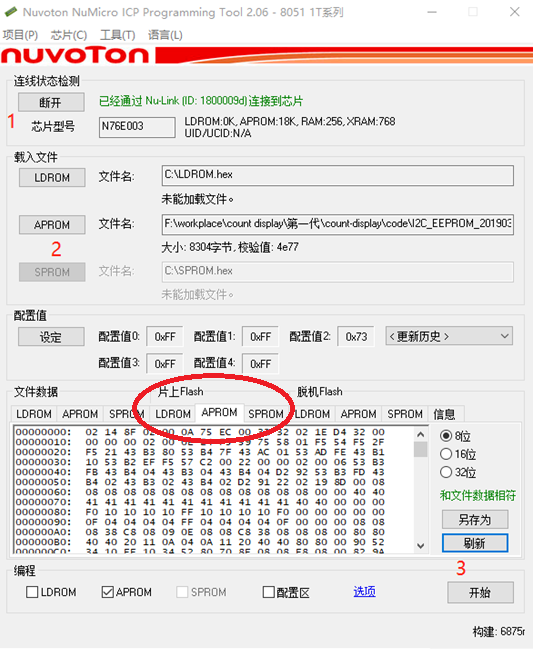 Nuvoton NuMicro ICP Programming Tool 2.06 - 8051 1T系列
项目(P) 芯片(C) 工具(T) 语言(L)
nuvoTon
连线状态检测
断开 已经通过 Nu-Link (ID: 1800009d)连接到芯片
1
芯片型号 N76E003 LDROM:0K, APROM:18K, RAM:256, XRAM:768
UID/UCID:N/A
载入文件
LDROM 文件名: C:\LDROM.hex
未能加载文件。
APROM 文件名: F:\workplace\count display\第一代\count-display\code\I2C_EEPROM_20190
2
大小: 8304字节, 校验值: 4e77
SPROM 文件名: C:\SPROM.hex
未能加载文件。
配置值
设定 配置值0: 0xFF 配置值1: 0xFF 配置值2: 0x73 <更新历史>
配置值3: 0xFF 配置值4: 0xFF
文件数据 片上Flash 脱机Flash
LDROM APROM SPROM LDROM APROM SPROM LDROM APROM SPROM 信息
00000000: 02 14 8F 02 00 0A 75 EC 00 32 02 1E D4 32 00
00000010: 00 00 00 02 00 75 58 01 F5 54 F5 2F
00000020: F5 21 43 B3 80 53 B4 7F 43 AC 01 53 AD FE 43 B1
00000030: 10 53 B2 EF F5 57 C2 00 22 00 00 02 00 06 53 B3
00000040: FB 43 B4 04 43 B3 04 43 B4 04 D2 92 53 B3 FD 43
00000050: B4 02 43 B3 02 43 B4 02 D2 91 22 02 19 8D 00 08
00000060: 08 08 08 08 08 08 08 08 08 08 08 08 00 00 40 40
00000070: 41 41 41 41 41 41 41 41 41 41 41 40 40 00 00 00
00000080: F0 10 10 10 10 FF 10 10 10 10 F0 00 00 00 00 00
00000090: 0F 04 04 04 04 FF 04 04 04 04 0F 00 00 00 08 08
000000A0: 08 38 C8 08 09 0E 08 08 C8 38 08 08 08 00 80 80
000000B0: 40 40 20 11 0A 04 0A 11 20 40 40 80 80 00 90 52
000000C0: 34 10 FF 10 34 52 80 70 8F 08 08 F8 08 00 82 9A
8位
16位
32位
和文件数据相符
另存为
刷新
3
编程
LDROM APROM SPROM 配置区 选项 开始
构建: 6875r